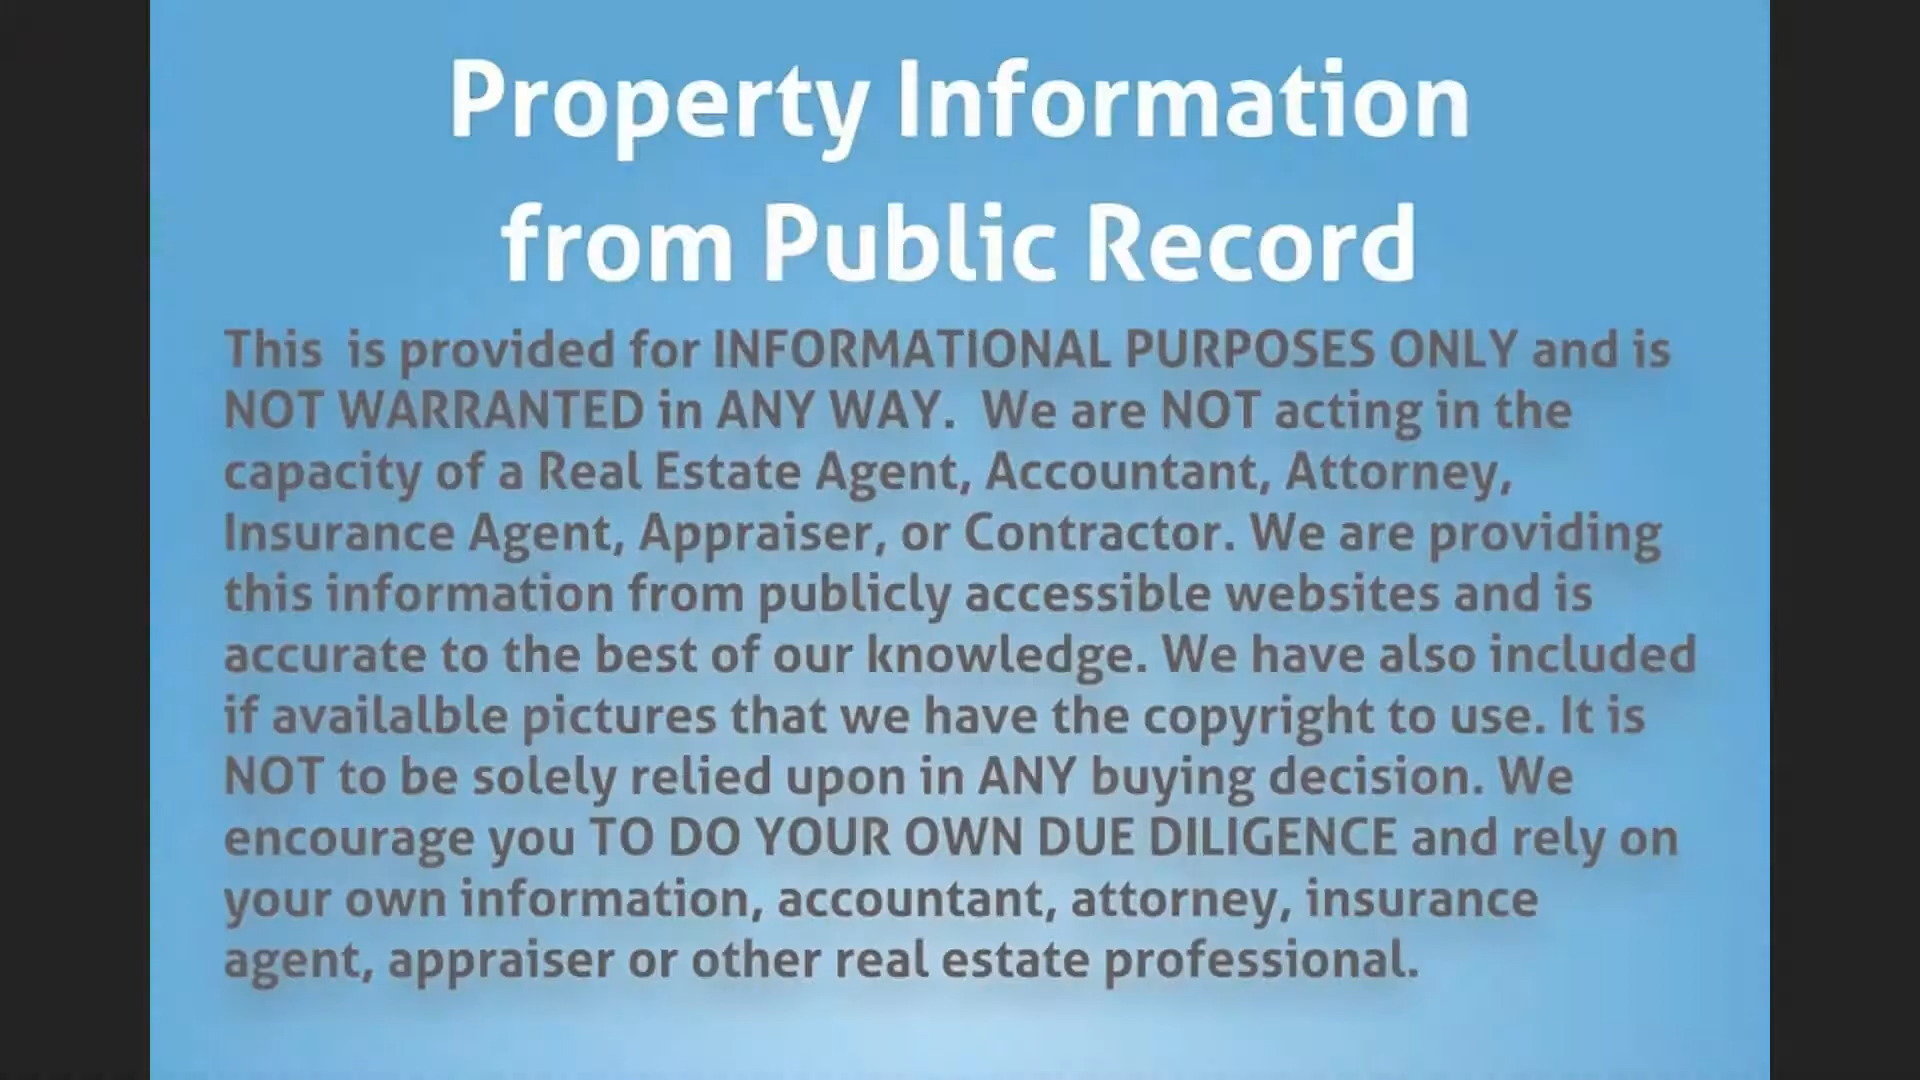 Property Information
from Public Record
This  is provided for INFORMATIONAL PURPOSES ONLY and is
NOT WARRANTED in ANY WAY.  We are NOT acting in the
capacity of a Real Estate Agent, Accountant, Attorney,
Insurance Agent, Appraiser, or Contractor. We are providing
this information from publicly accessible websites and is
accurate to the best of our knowledge. We have also included
if availalble pictures that we have the copyright to use. It is
NOT to be solely relied upon in ANY buying decision. We
encourage you TO DO YOUR OWN DUE DILIGENCE and rely on
your own information, accountant, attorney, insurance
agent, appraiser or other real estate professional.